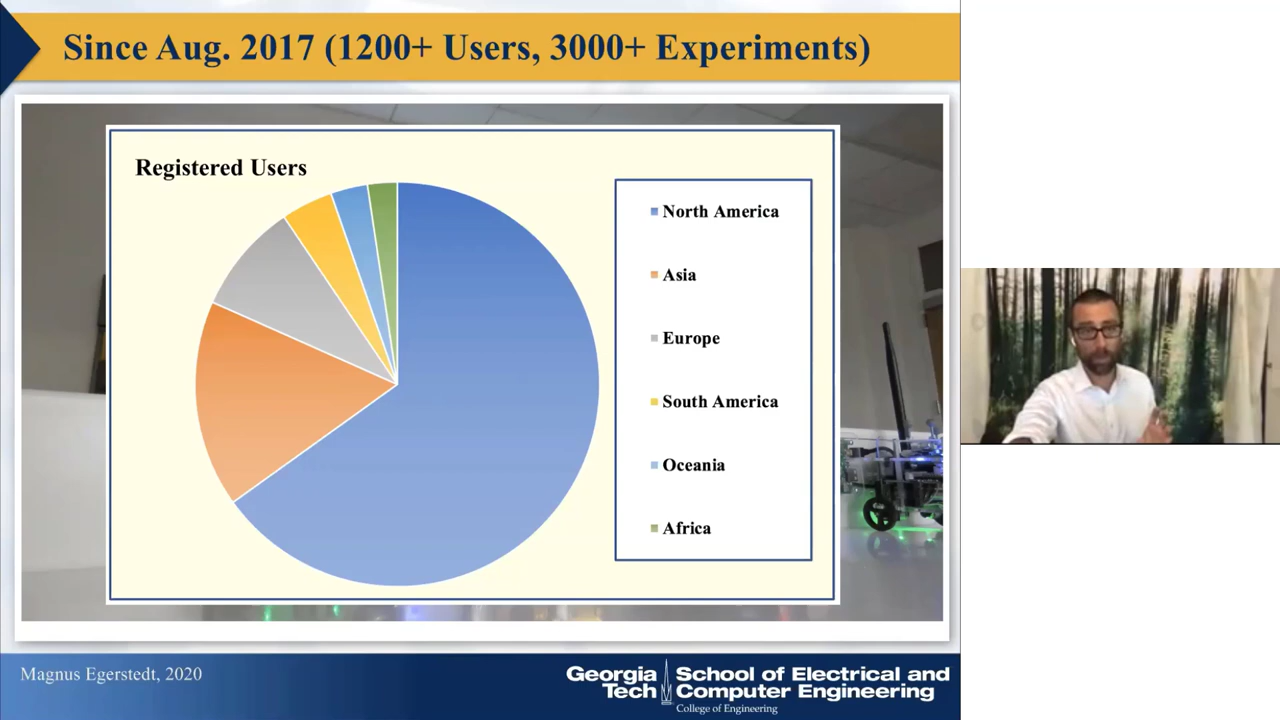 Since Aug. 2017 (1200+ Users, 3000+ Experiments)
Registered Users
North America
Asia
Europe
South America
Oceania
Africa
Magnus Egerstedt, 2020
Georgia Tech
School of Electrical and
Computer Engineering
College of Engineering